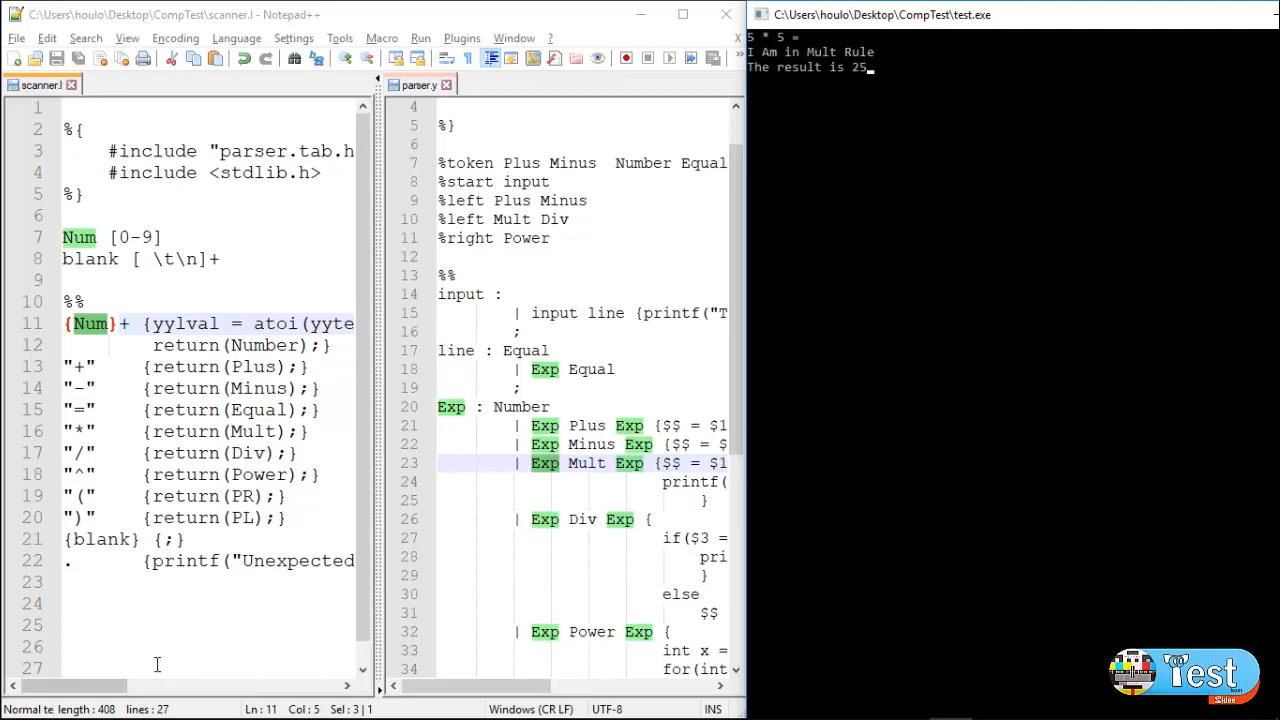 C:\Users\houlo\Desktop\CompTest\scanner.l - Notepad++
File Edit Search View Encoding Language Settings Tools Macro Run Plugins Window ?
scanner.l
1
2 %{
3 #include "parser.tab.h
4 #include <stdlib.h>
5 %}
6
7 Num [0-9]
8 blank [ \t\n]+
9
10 %%
11 {Num}+ {yylval = atoi(yyte
12 return(Number);}
13 "+" {return(Plus);}
14 "-" {return(Minus);}
15 "=" {return(Equal);}
16 "*" {return(Mult);}
17 "/" {return(Div);}
18 "^" {return(Power);}
19 "(" {return(PR);}
20 ")" {return(PL);}
21 {blank} {;}
22 . {printf("Unexpected
23
24
25
26
27
parser.y
4
5 %}
6
7 %token Plus Minus Number Equal
8 %start input
9 %left Plus Minus
10 %left Mult Div
11 %right Power
12
13 %%
14 input :
15 | input line {printf("T
16 ;
17 line : Equal
18 | Exp Equal
19 ;
20 Exp : Number
21 | Exp Plus Exp {$$ = $1
22 | Exp Minus Exp {$$ = $
23 | Exp Mult Exp {$$ = $1
24 printf(
25 }
26 | Exp Div Exp {
27 if($3 =
28 pri
29 }
30 else
31 $$
32 | Exp Power Exp {
33 int x =
34 for(int
Normal te length : 408 lines : 27 Ln : 11 Col : 5 Sel : 3 | 1 Windows (CR LF) UTF-8 INS
C:\Users\houlo\Desktop\CompTest\test.exe
5 * 5 =
I Am in Mult Rule
The result is 25
Test
team
Sides